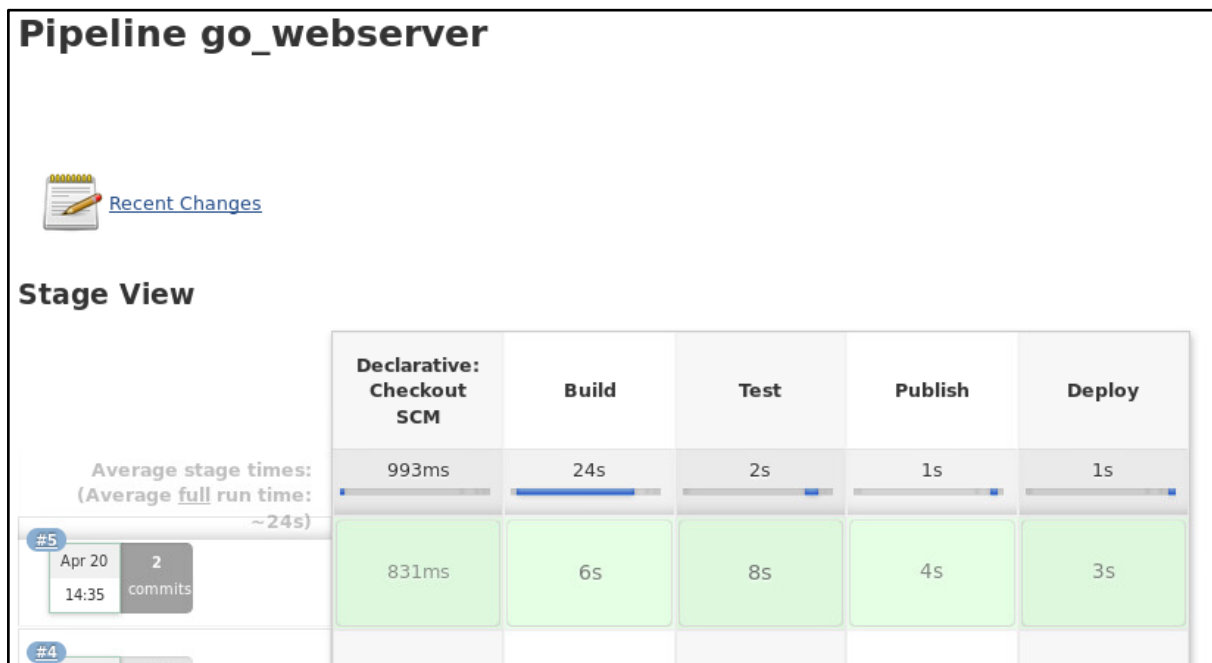 Pipeline go_webserver
Recent Changes
Stage View
Declarative:
Checkout
SCM
Build
Test
Publish
Deploy
Average stage times:
(Average full run time:
~24s)
993ms
24s
2s
1s
1s
#5
Apr 20
14:35
2
commits
831ms
6s
8s
4s
3s
#4